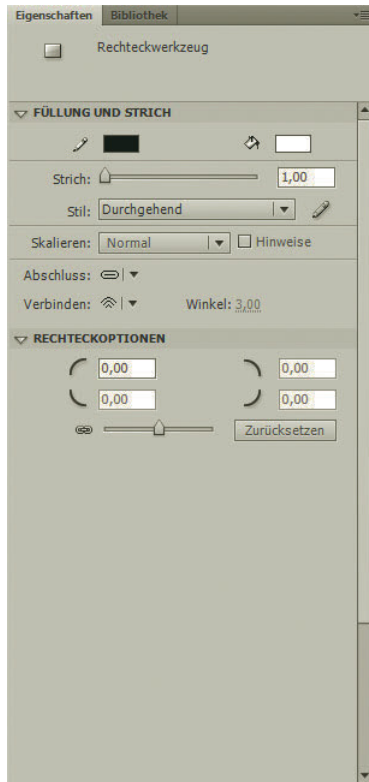 Eigenschaften Bibliothek
Rechteckwerkzeug
FÜLLUNG UND STRICH
Strich: 1,00
Stil: Durchgehend
Skalieren: Normal Hinweise
Abschluss:
Verbinden: Winkel: 3,00
RECHTECKOPTIONEN
0,00 0,00
0,00 0,00
Zurücksetzen